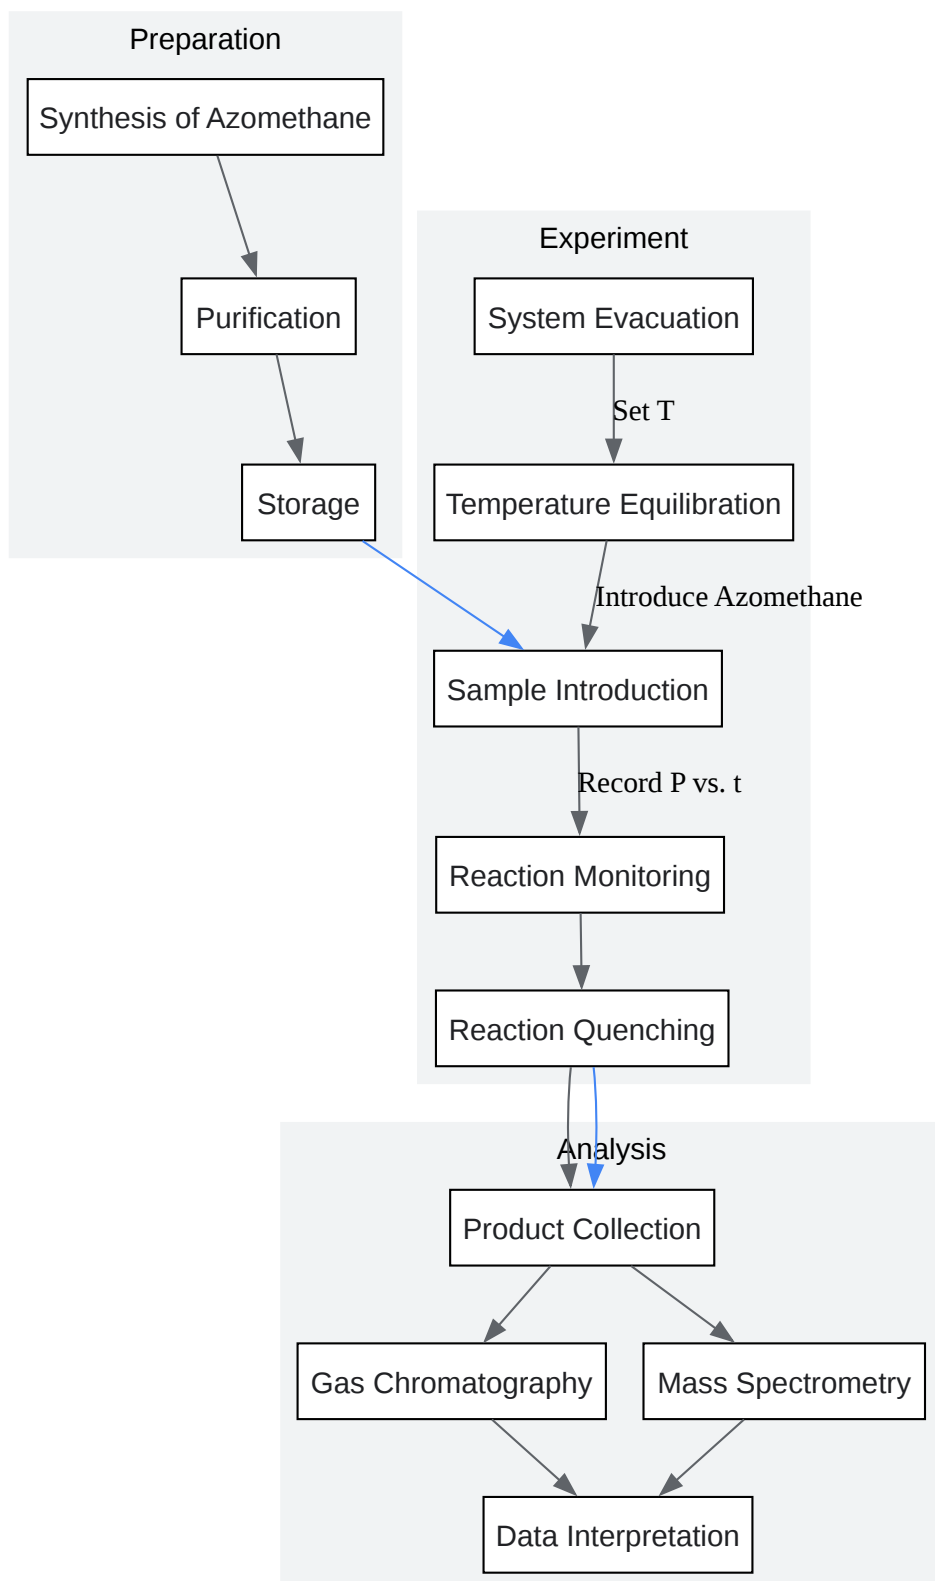 Preparation
Synthesis of Azomethane
Purification
Storage
Experiment
System Evacuation
Set T
Temperature Equilibration
Introduce Azomethane
Sample Introduction
Record P vs. t
Reaction Monitoring
Reaction Quenching
Analysis
Product Collection
Gas Chromatography
Mass Spectrometry
Data Interpretation